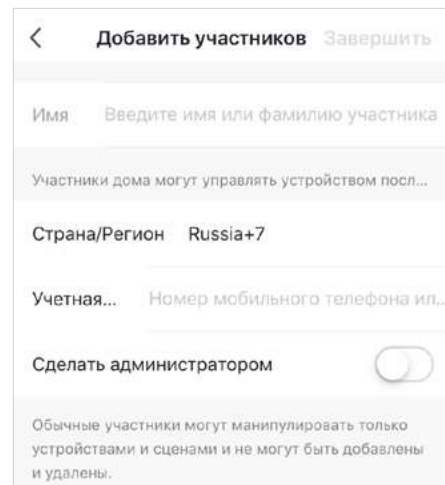 Добавить участников Завершить
Имя Введите имя или фамилию участника
Участники дома могут управлять устройством посл...
Страна/Регион Russia+7
Учетная... Номер мобильного телефона ил...
Сделать администратором
Обычные участники могут манипулировать только
устройствами и сценами и не могут быть добавлены
и удалены.